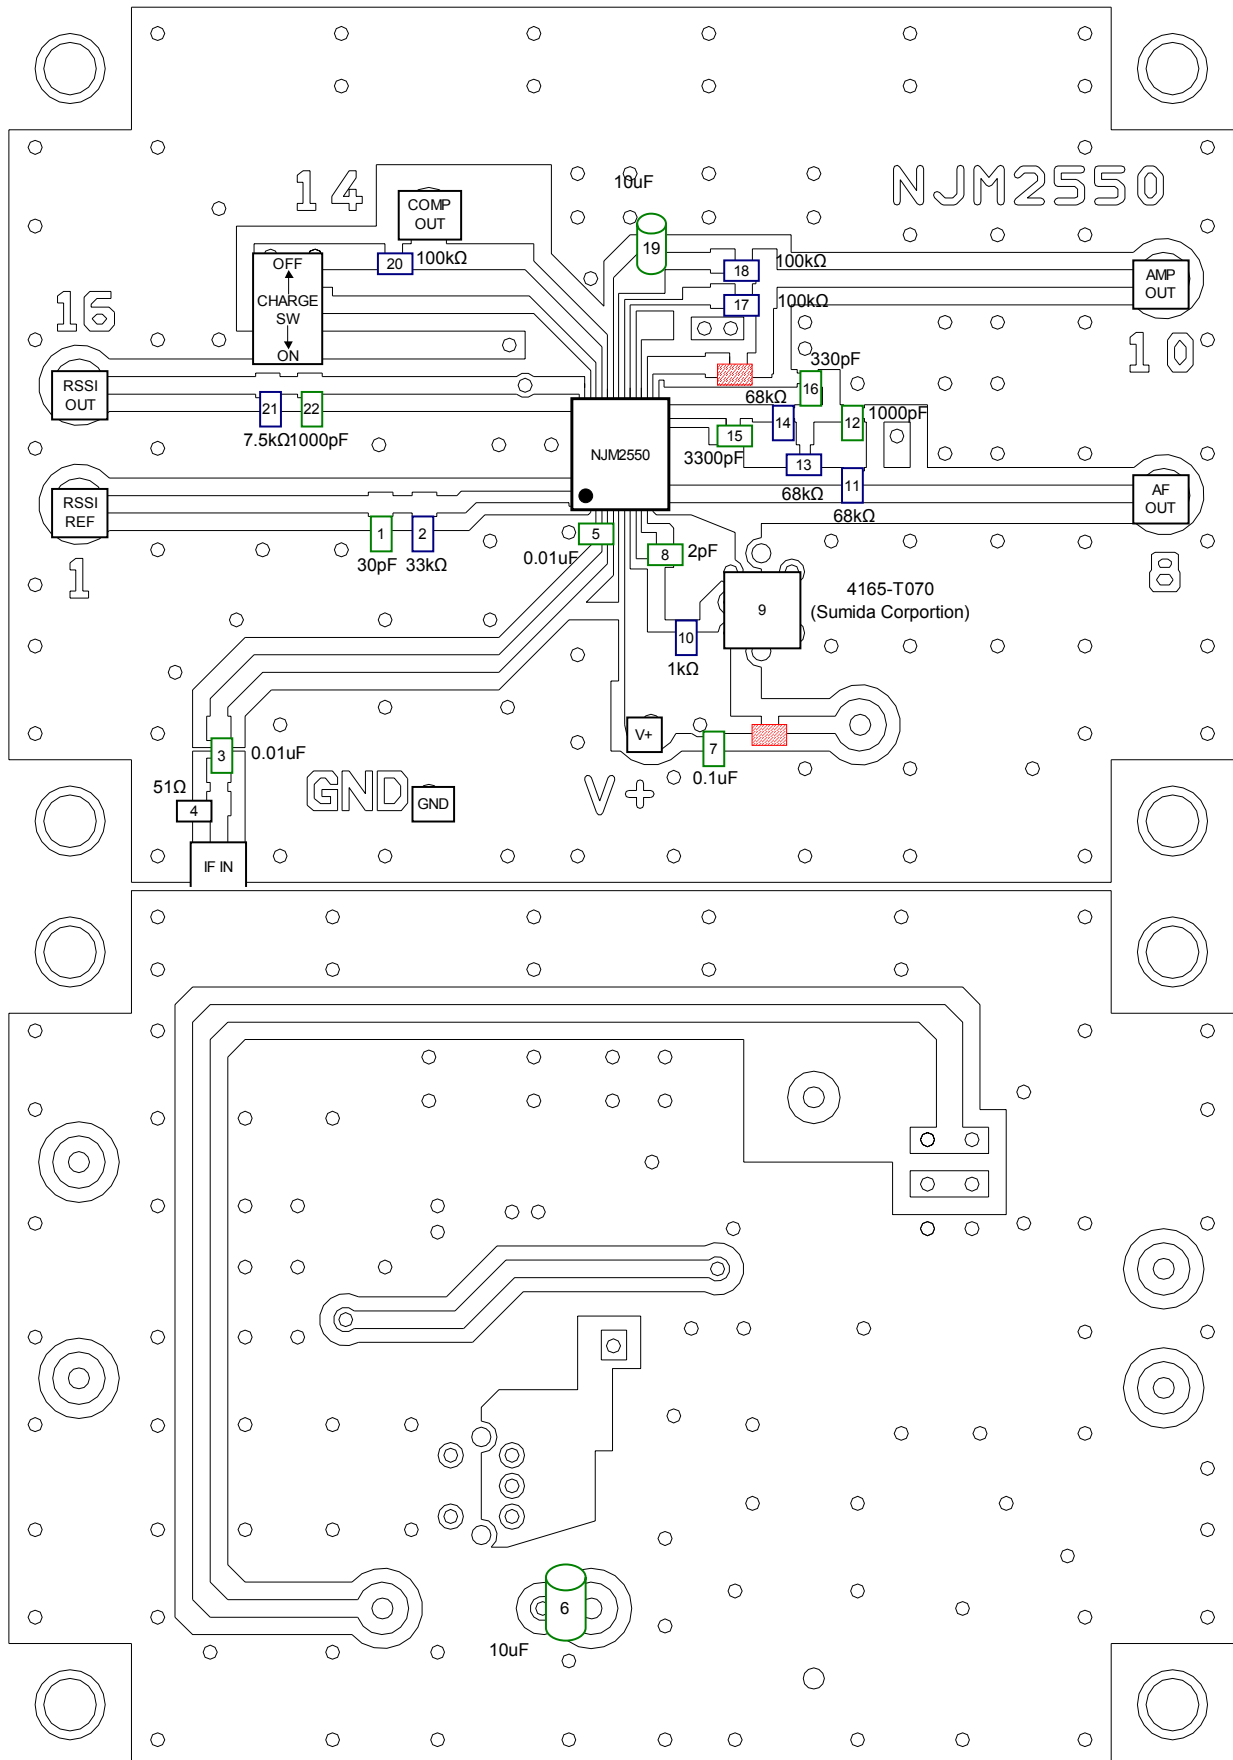 NJM2550
14
COMP
OUT
10uF
19
20
100kΩ
18
100kΩ
OFF
CHARGE
SW
ON
AMP
OUT
17
100kΩ
16
10
330pF
RSSI
OUT
16
68kΩ
21
22
14
12
1000pF
7.5kΩ
1000pF
15
3300pF
NJM2550
13
11
68kΩ
RSSI
REF
AF
OUT
68kΩ
1
2
5
0.01uF
8
2pF
30pF
33kΩ
1
8
4165-T070
(Sumida Corportion)
9
10
1kΩ
V+
7
0.1uF
3
0.01uF
51Ω
4
GND
GND
V+
IF IN
6
10uF